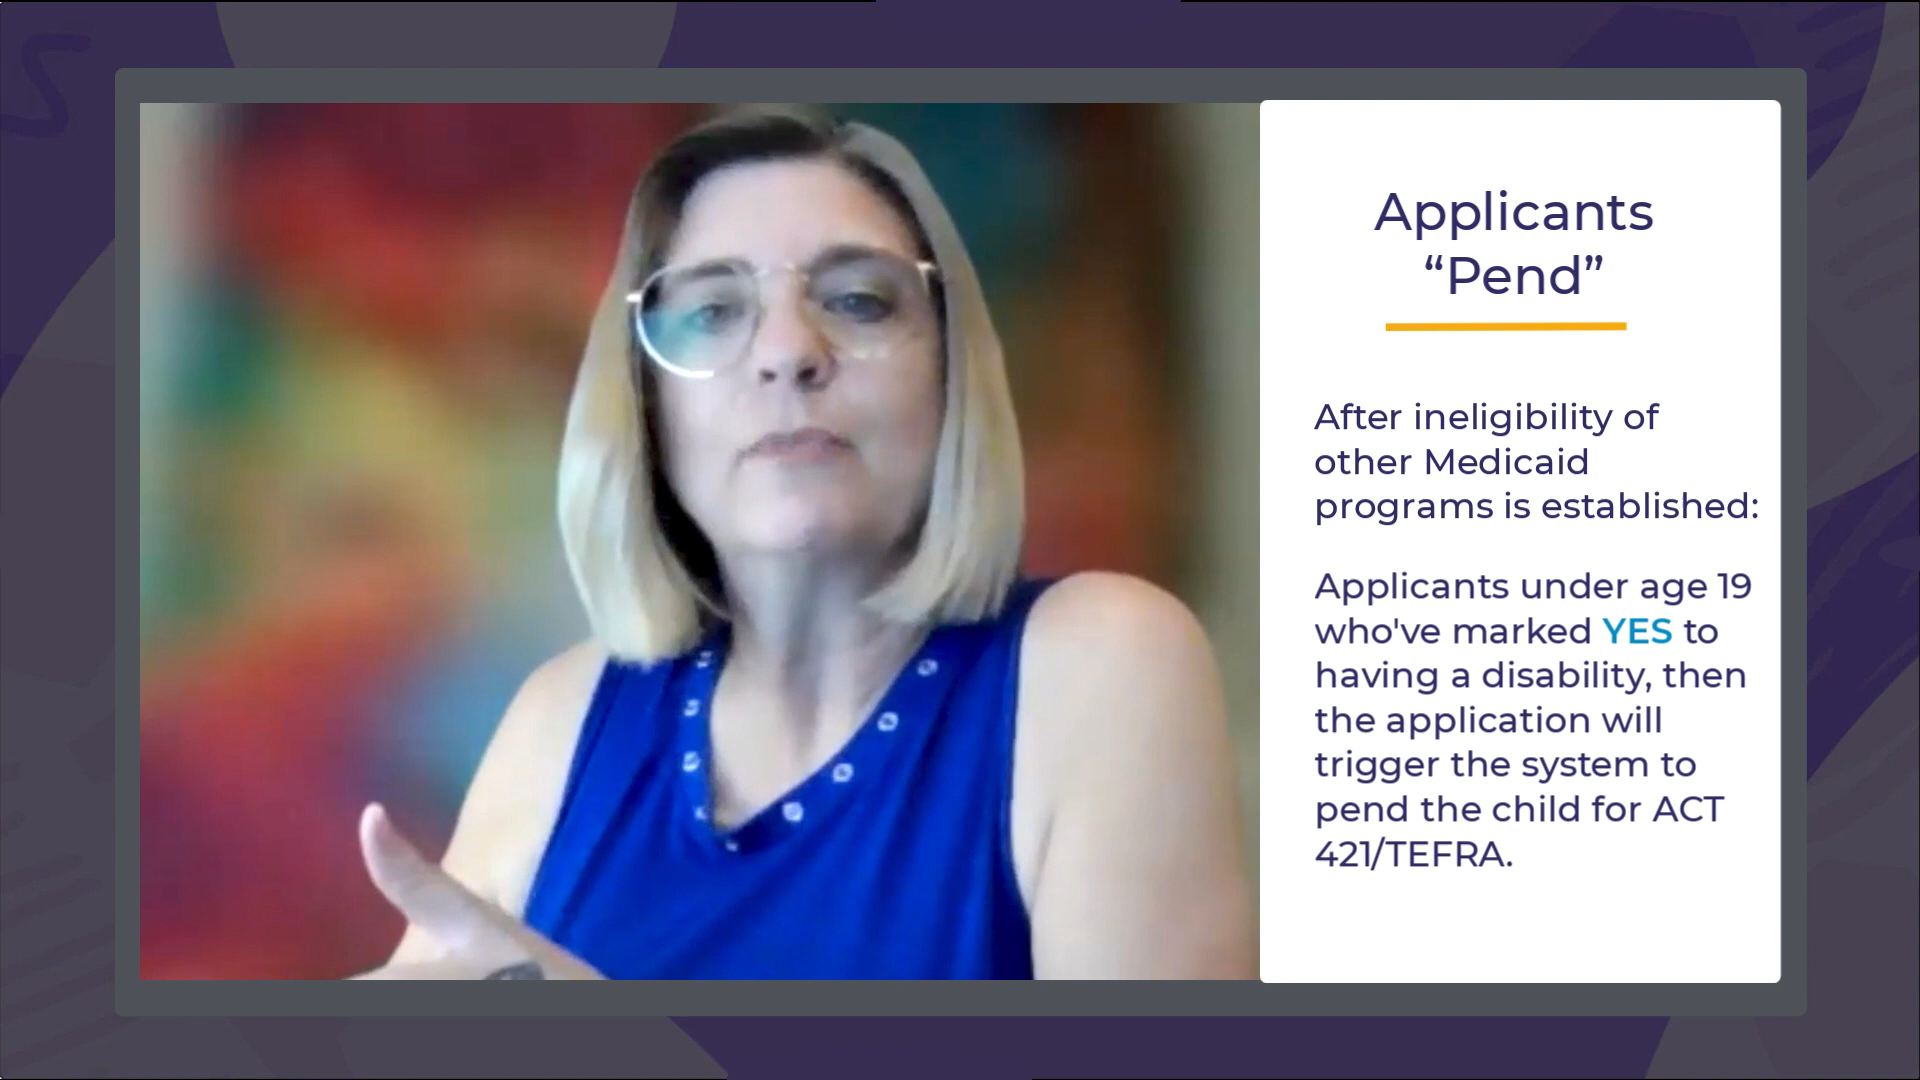 Applicants
“Pend”
After ineligibility of
other Medicaid
programs is established:
Applicants under age 19
who've marked YES to
having a disability, then
the application will
trigger the system to
pend the child for ACT
421/TEFRA.